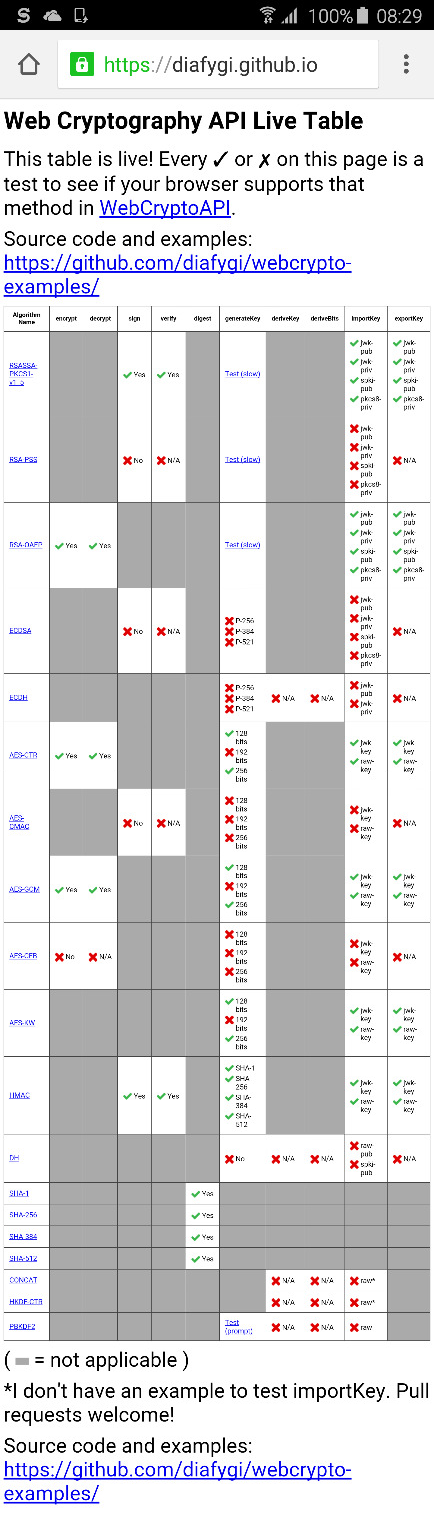 100% 08:29
https://diafygi.github.io
Web Cryptography API Live Table
This table is live! Every ✓ or ✗ on this page is a
test to see if your browser supports that
method in WebCryptoAPI.
Source code and examples:
https://github.com/diafygi/webcrypto-
examples/
Algorithm Name encrypt decrypt sign verify digest generateKey deriveKey deriveBits importKey exportKey
RSASSA-PKCS1-v1_5 ✓ Yes ✓ Yes Test (slow) ✓ jwk-pub ✓ jwk-priv ✓ spki-pub ✓ pkcs8-priv ✓ jwk-pub ✓ jwk-priv ✓ spki-pub ✓ pkcs8-priv
RSA-PSS ✗ No ✗ N/A Test (slow) ✗ jwk-pub ✗ jwk-priv ✗ spki-pub ✗ pkcs8-priv ✗ N/A
RSA-OAEP ✓ Yes ✓ Yes Test (slow) ✓ jwk-pub ✓ jwk-priv ✓ spki-pub ✓ pkcs8-priv ✓ jwk-pub ✓ jwk-priv ✓ spki-pub ✓ pkcs8-priv
ECDSA ✗ No ✗ N/A ✗ P-256 ✗ P-384 ✗ P-521 ✗ jwk-pub ✗ jwk-priv ✗ spki-pub ✗ pkcs8-priv ✗ N/A
ECDH ✗ P-256 ✗ P-384 ✗ P-521 ✗ N/A ✗ N/A ✗ jwk-pub ✗ jwk-priv ✗ N/A
AES-CTR ✓ Yes ✓ Yes ✓ 128 bits ✗ 192 bits ✓ 256 bits ✓ jwk-key ✓ raw-key ✓ jwk-key ✓ raw-key
AES-CMAC ✗ No ✗ N/A ✗ 128 bits ✗ 192 bits ✗ 256 bits ✗ jwk-key ✗ raw-key ✗ N/A
AES-GCM ✓ Yes ✓ Yes ✓ 128 bits ✗ 192 bits ✓ 256 bits ✓ jwk-key ✓ raw-key ✓ jwk-key ✓ raw-key
AES-CFB ✗ No ✗ N/A ✗ 128 bits ✗ 192 bits ✗ 256 bits ✗ jwk-key ✗ raw-key ✗ N/A
AES-KW ✓ 128 bits ✗ 192 bits ✓ 256 bits ✓ jwk-key ✓ raw-key ✓ jwk-key ✓ raw-key
HMAC ✓ Yes ✓ Yes ✓ SHA-1 ✓ SHA-256 ✓ SHA-384 ✓ SHA-512 ✓ jwk-key ✓ raw-key ✓ jwk-key ✓ raw-key
DH ✗ No ✗ N/A ✗ N/A ✗ raw-pub ✗ spki-pub ✗ N/A
SHA-1 ✓ Yes
SHA-256 ✓ Yes
SHA-384 ✓ Yes
SHA-512 ✓ Yes
CONCAT ✗ N/A ✗ N/A ✗ raw*
HKDF-CTR ✗ N/A ✗ N/A ✗ raw*
PBKDF2 Test (prompt) ✗ N/A ✗ N/A ✗ raw
( = not applicable )
*I don't have an example to test importKey. Pull
requests welcome!
Source code and examples:
https://github.com/diafygi/webcrypto-
examples/